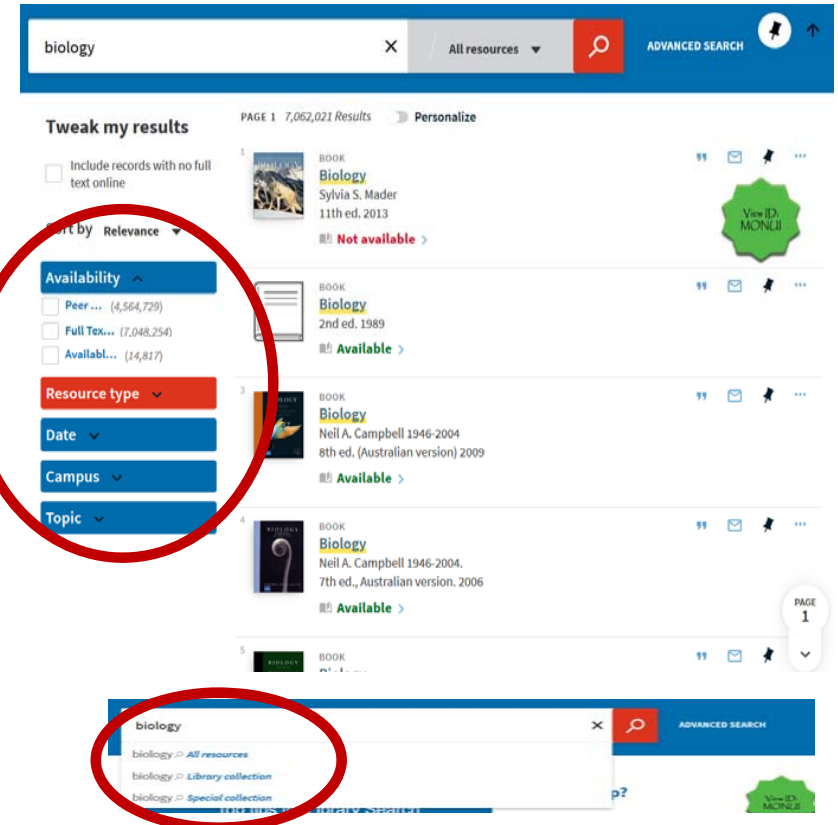 biology
All resources
ADVANCED SEARCH
Tweak my results
Include records with no full
text online
Sort by Relevance
Availability
Peer ... (4,564,729)
Full Tex... (7,048,254)
Availabl... (14,817)
Resource type
Date
Campus
Topic
PAGE 1 7,062,021 Results Personalize
1
BOOK
Biology
Sylvia S. Mader
11th ed. 2013
Not available >
View ID:
MONUI
BOOK
Biology
2nd ed. 1989
Available >
3
BOOK
Biology
Neil A. Campbell 1946-2004
8th ed. (Australian version) 2009
Available >
4
BOOK
Biology
Neil A. Campbell 1946-2004.
7th ed., Australian version. 2006
Available >
5
BOOK
PAGE
1
biology
ADVANCED SEARCH
biology All resources
biology Library collection
biology Special collection
p?
View ID: